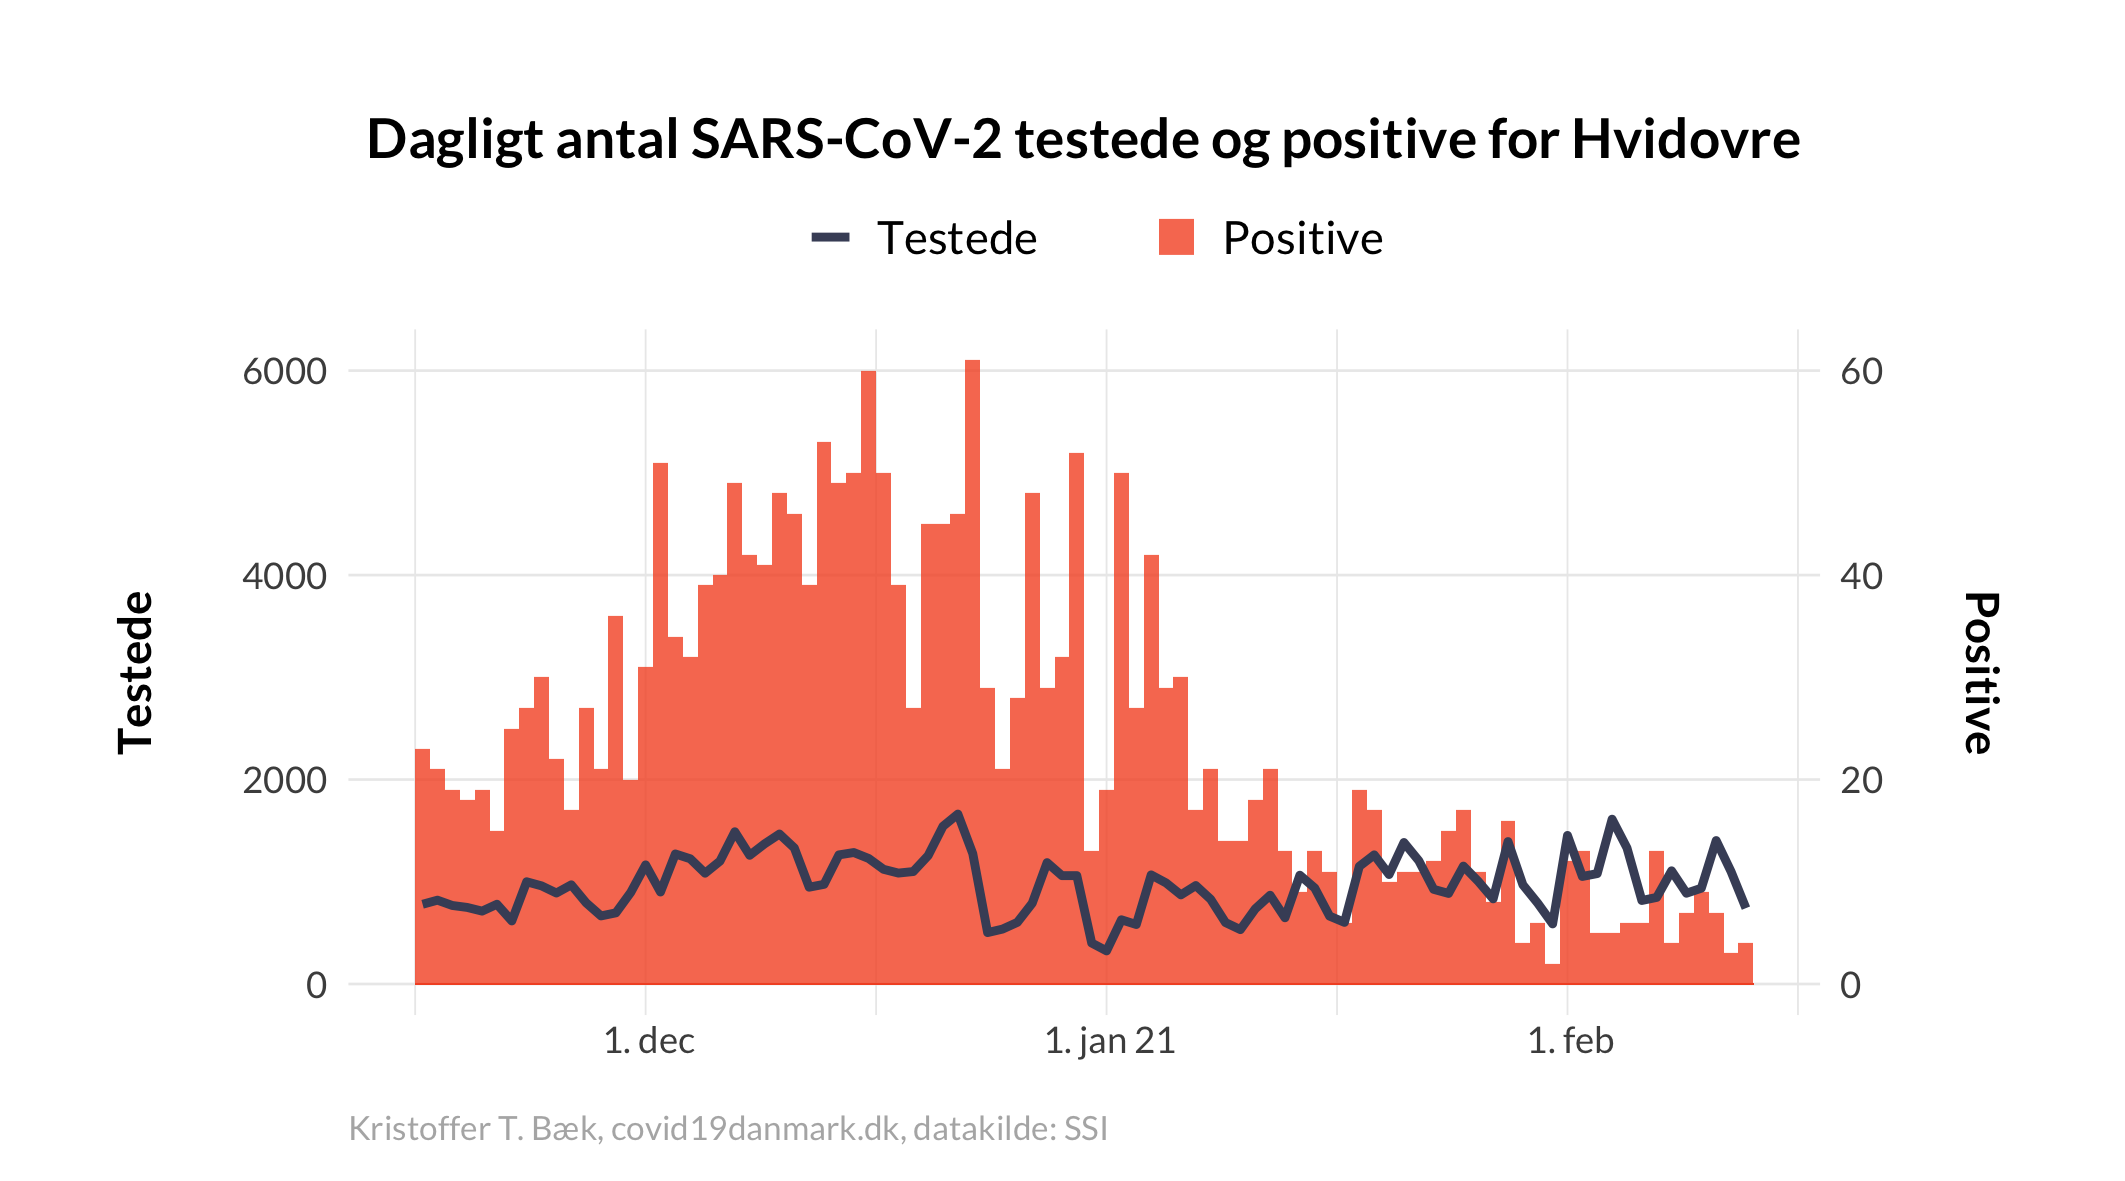 Dagligt antal SARS-CoV-2 testede og positive for Hvidovre
Testede
Positive
6000
4000
2000
0
Testede
60
40
20
0
Positive
1. dec
1. jan 21
1. feb
Kristoffer T. Bæk, covid19danmark.dk, datakilde: SSI